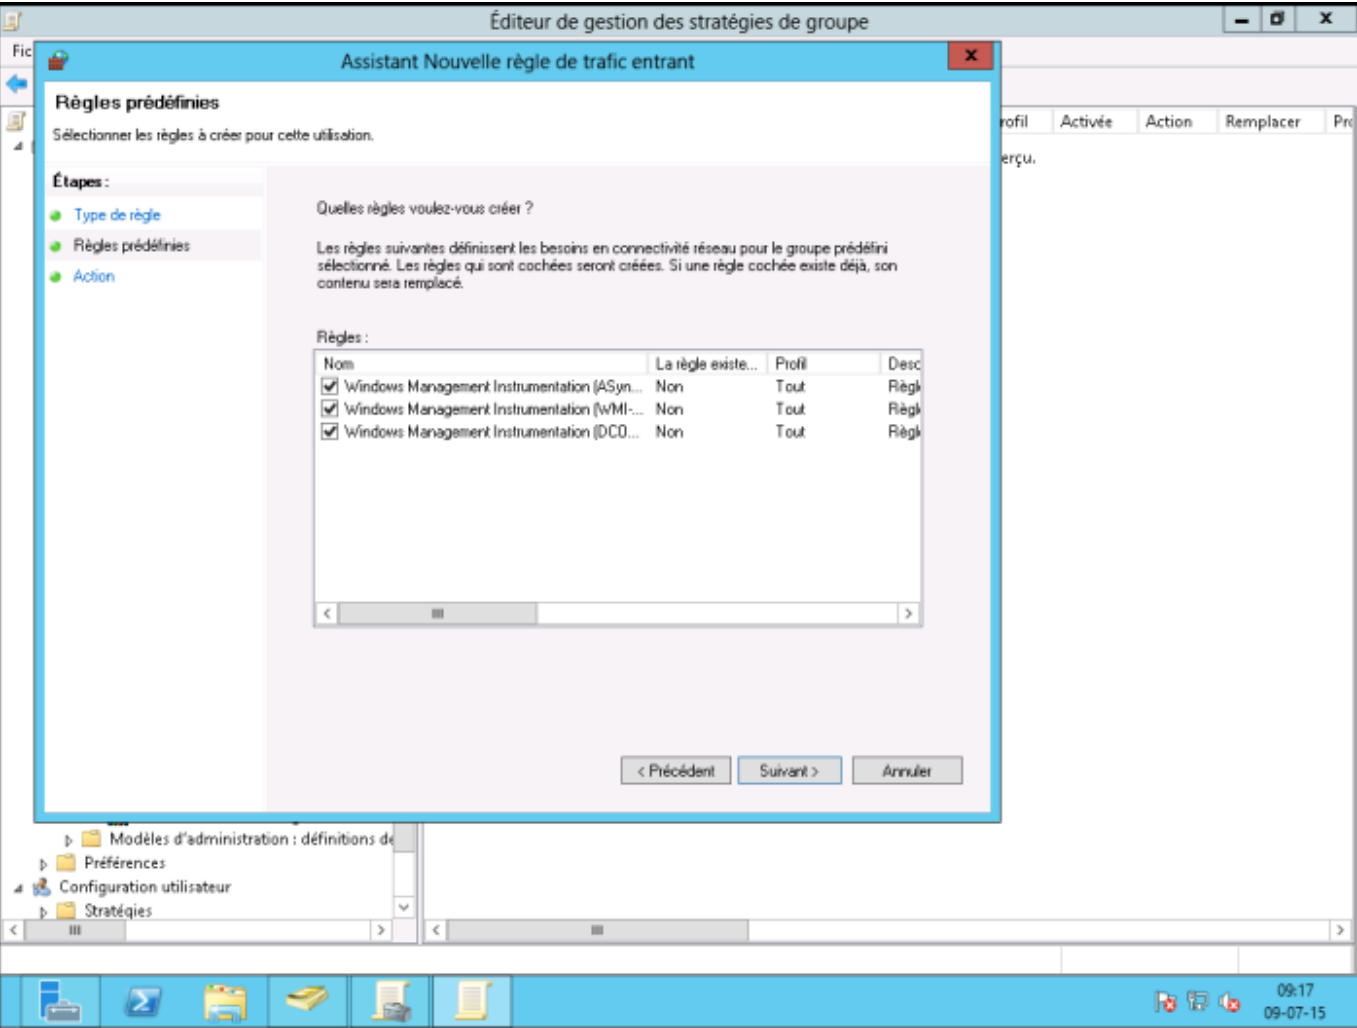 Éditeur de gestion des stratégies de groupe
Fic
Assistant Nouvelle règle de trafic entrant
Règles prédéfinies
Sélectionner les règles à créer pour cette utilisation.
Étapes :
Type de règle
Règles prédéfinies
Action
Quelles règles voulez-vous créer ?
Les règles suivantes définissent les besoins en connectivité réseau pour le groupe prédéfini
sélectionné. Les règles qui sont cochées seront créées. Si une règle cochée existe déjà, son
contenu sera remplacé.
Règles :
Nom La règle existe... Profil Desc
Windows Management Instrumentation (ASyn... Non Tout Règl
Windows Management Instrumentation (WMI-... Non Tout Règl
Windows Management Instrumentation (DCO... Non Tout Règl
< Précédent Suivant > Annuler
rofil Activée Action Remplacer Pro
erçu.
Modèles d'administration : définitions de
Préférences
Configuration utilisateur
Stratégies
09:17
09-07-15